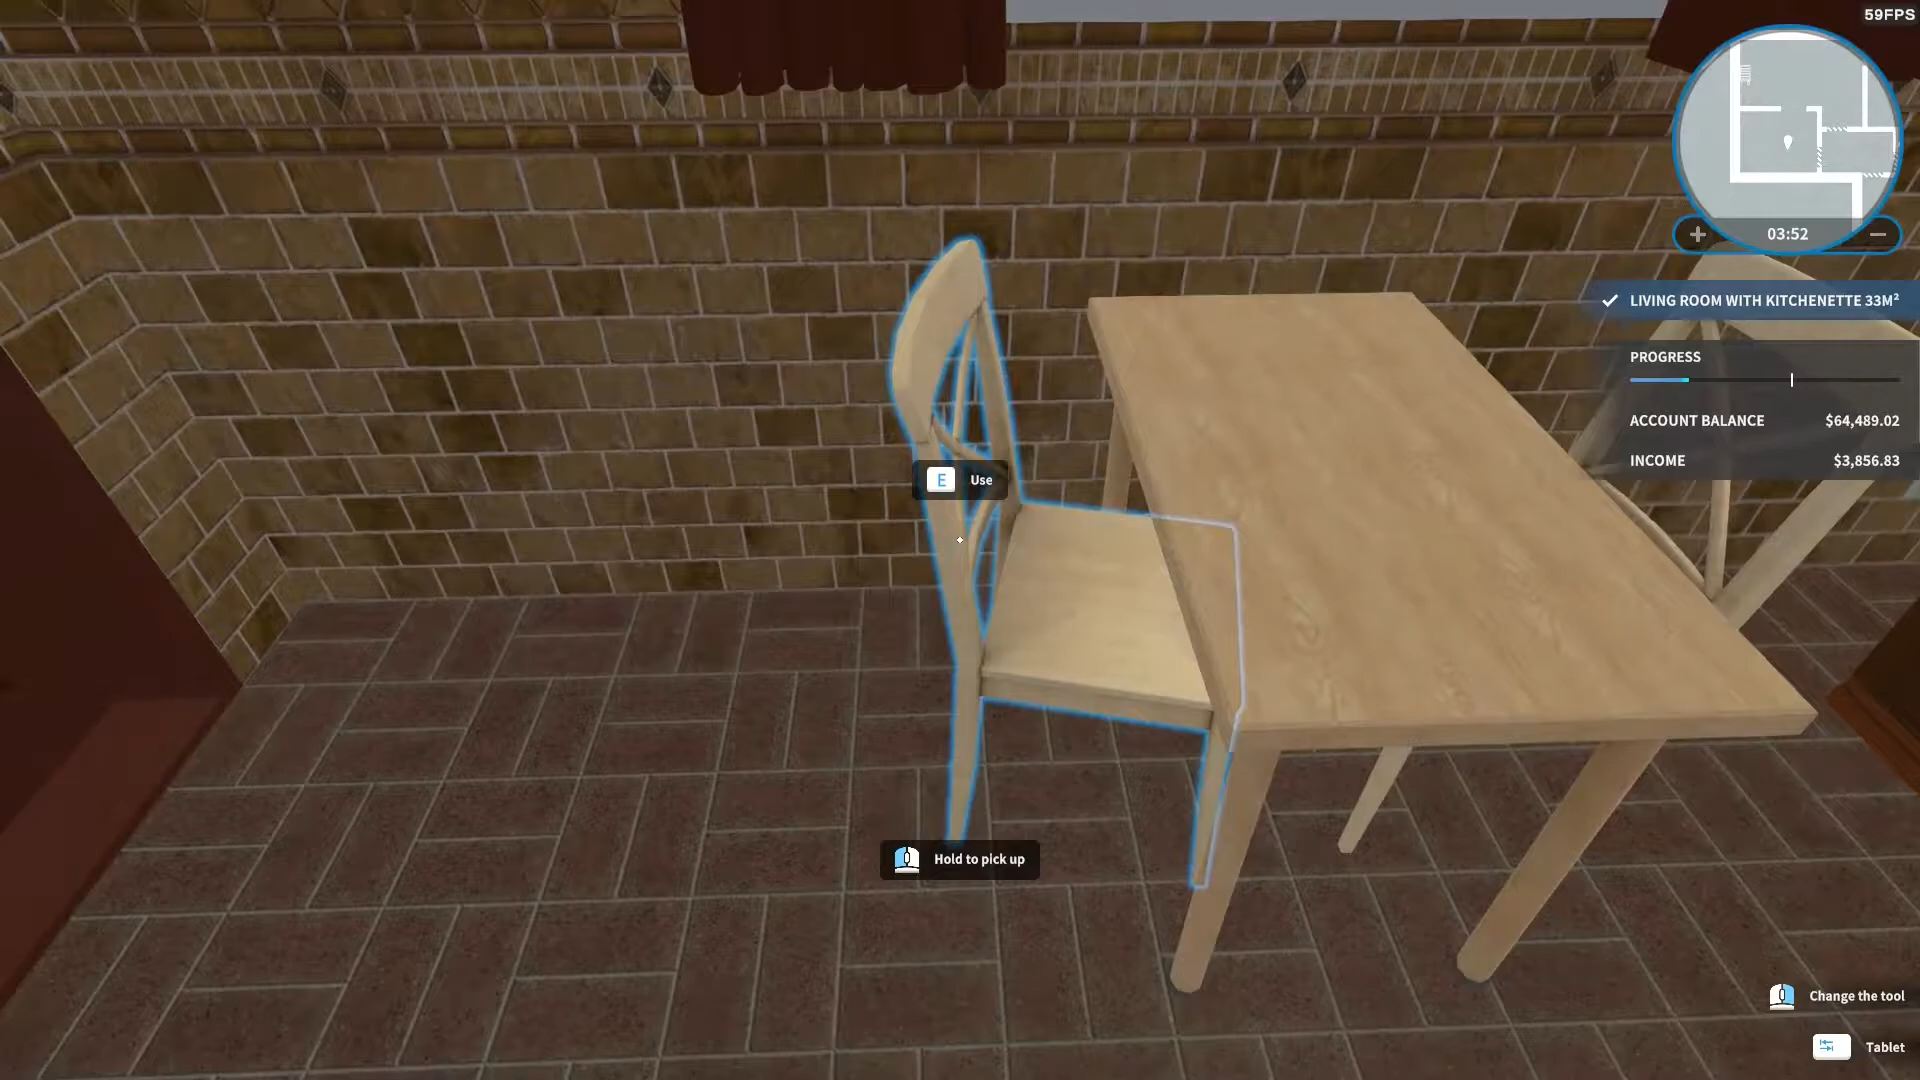 59FPS
03:52
LIVING ROOM WITH KITCHENETTE 33M²
PROGRESS
ACCOUNT BALANCE $64,489.02
INCOME $3,856.83
E Use
Hold to pick up
Change the tool
Tablet